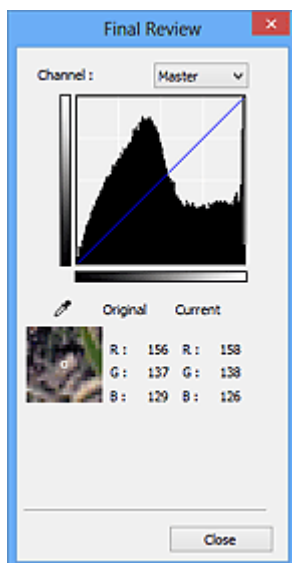 Final Review
Channel : Master
Original Current
R : 156 R : 158
G : 137 G : 138
B : 129 B : 126
Close